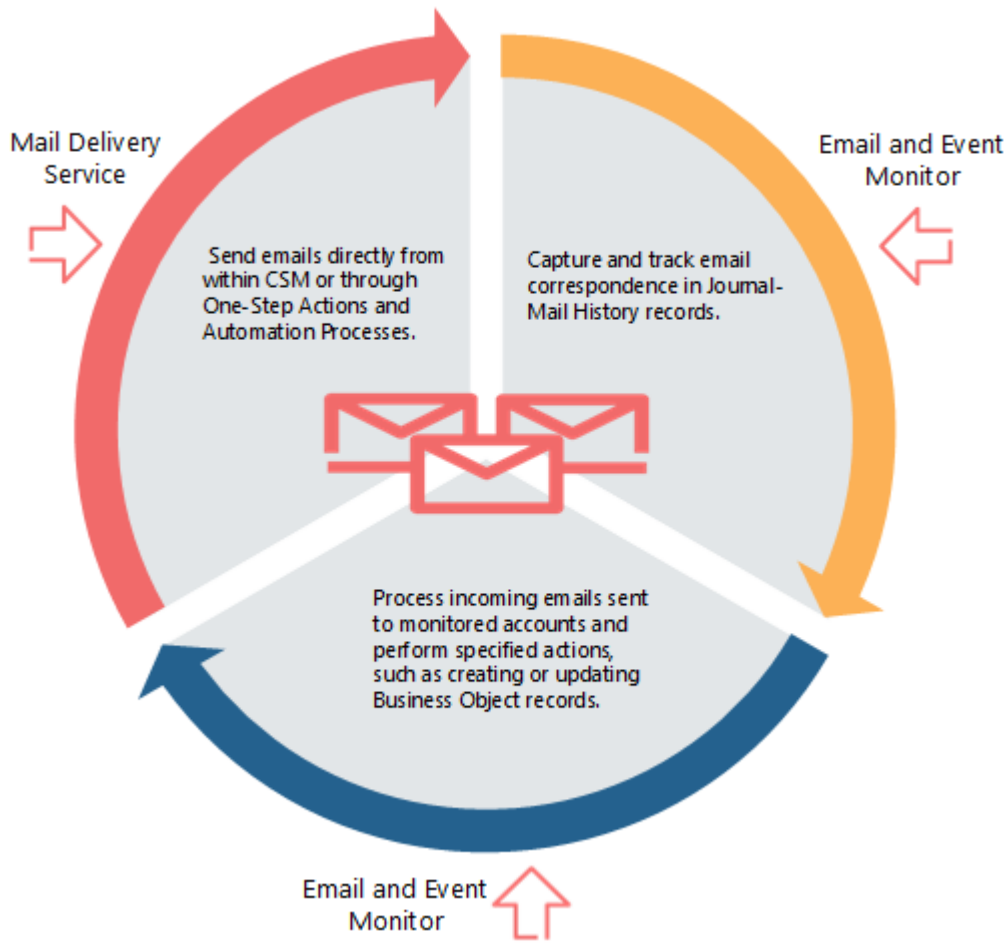 Mail Delivery
Service
Email and Event
Monitor
Send emails directly from
within CSM or through
One-Step Actions and
Automation Processes.
Capture and track email
correspondence in Journal-
Mail History records.
Process incoming emails sent
to monitored accounts and
perform specified actions,
such as creating or updating
Business Object records.
Email and Event
Monitor